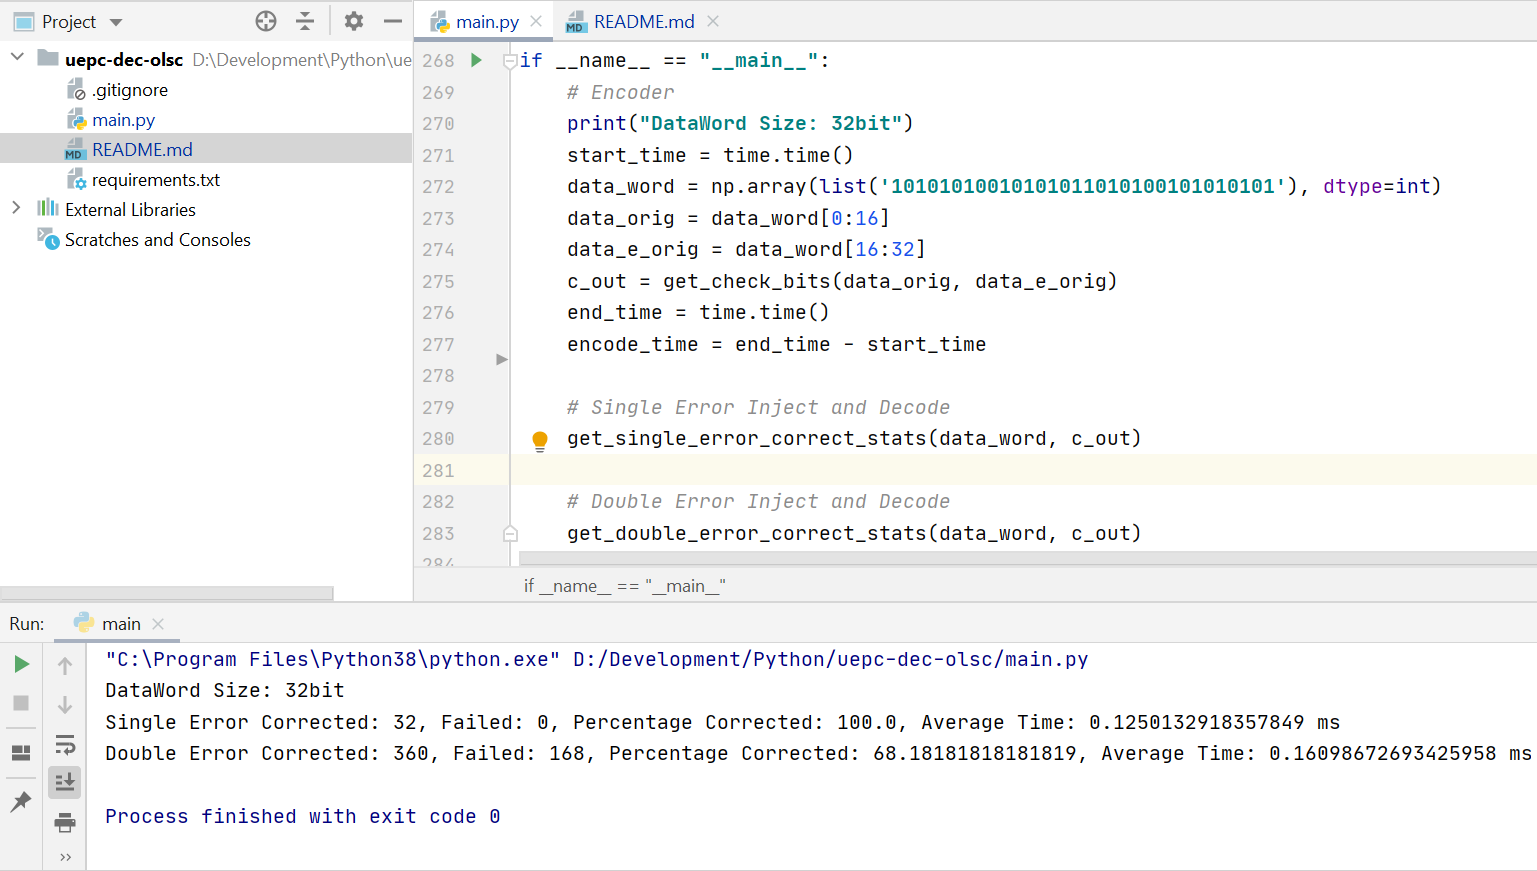 Project
uepc-dec-olsc D:\Development\Python\ue
.gitignore
main.py
README.md
requirements.txt
External Libraries
Scratches and Consoles
main.py
README.md
268 if __name__ == "__main__":
269 # Encoder
270 print("DataWord Size: 32bit")
271 start_time = time.time()
272 data_word = np.array(list('10101010010101011010100101010101'), dtype=int)
273 data_orig = data_word[0:16]
274 data_e_orig = data_word[16:32]
275 c_out = get_check_bits(data_orig, data_e_orig)
276 end_time = time.time()
277 encode_time = end_time - start_time
278
279 # Single Error Inject and Decode
280 get_single_error_correct_stats(data_word, c_out)
281
282 # Double Error Inject and Decode
283 get_double_error_correct_stats(data_word, c_out)
284
if __name__ == "__main__"
Run: main
"C:\Program Files\Python38\python.exe" D:/Development/Python/uepc-dec-olsc/main.py
DataWord Size: 32bit
Single Error Corrected: 32, Failed: 0, Percentage Corrected: 100.0, Average Time: 0.1250132918357849 ms
Double Error Corrected: 360, Failed: 168, Percentage Corrected: 68.18181818181819, Average Time: 0.16098672693425958 ms
Process finished with exit code 0